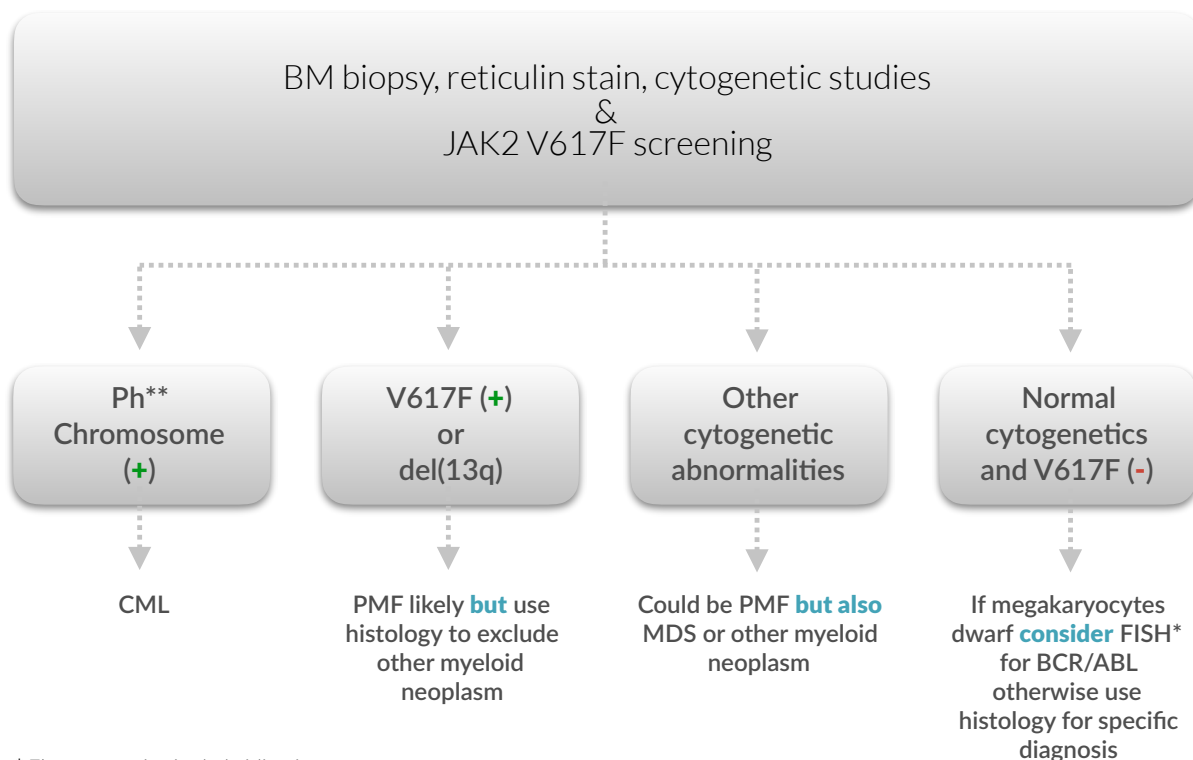 BM biopsy, reticulin stain, cytogenetic studies
&
JAK2 V617F screening
Ph**
Chromosome
(+)
V617F (+)
or
del(13q)
Other
cytogenetic
abnormalities
Normal
cytogenetics
and V617F (-)
CML
PMF likely but use
histology to exclude
other myeloid
neoplasm
Could be PMF but also
MDS or other myeloid
neoplasm
If megakaryocytes
dwarf consider FISH*
for BCR/ABL
otherwise use
histology for specific
diagnosis